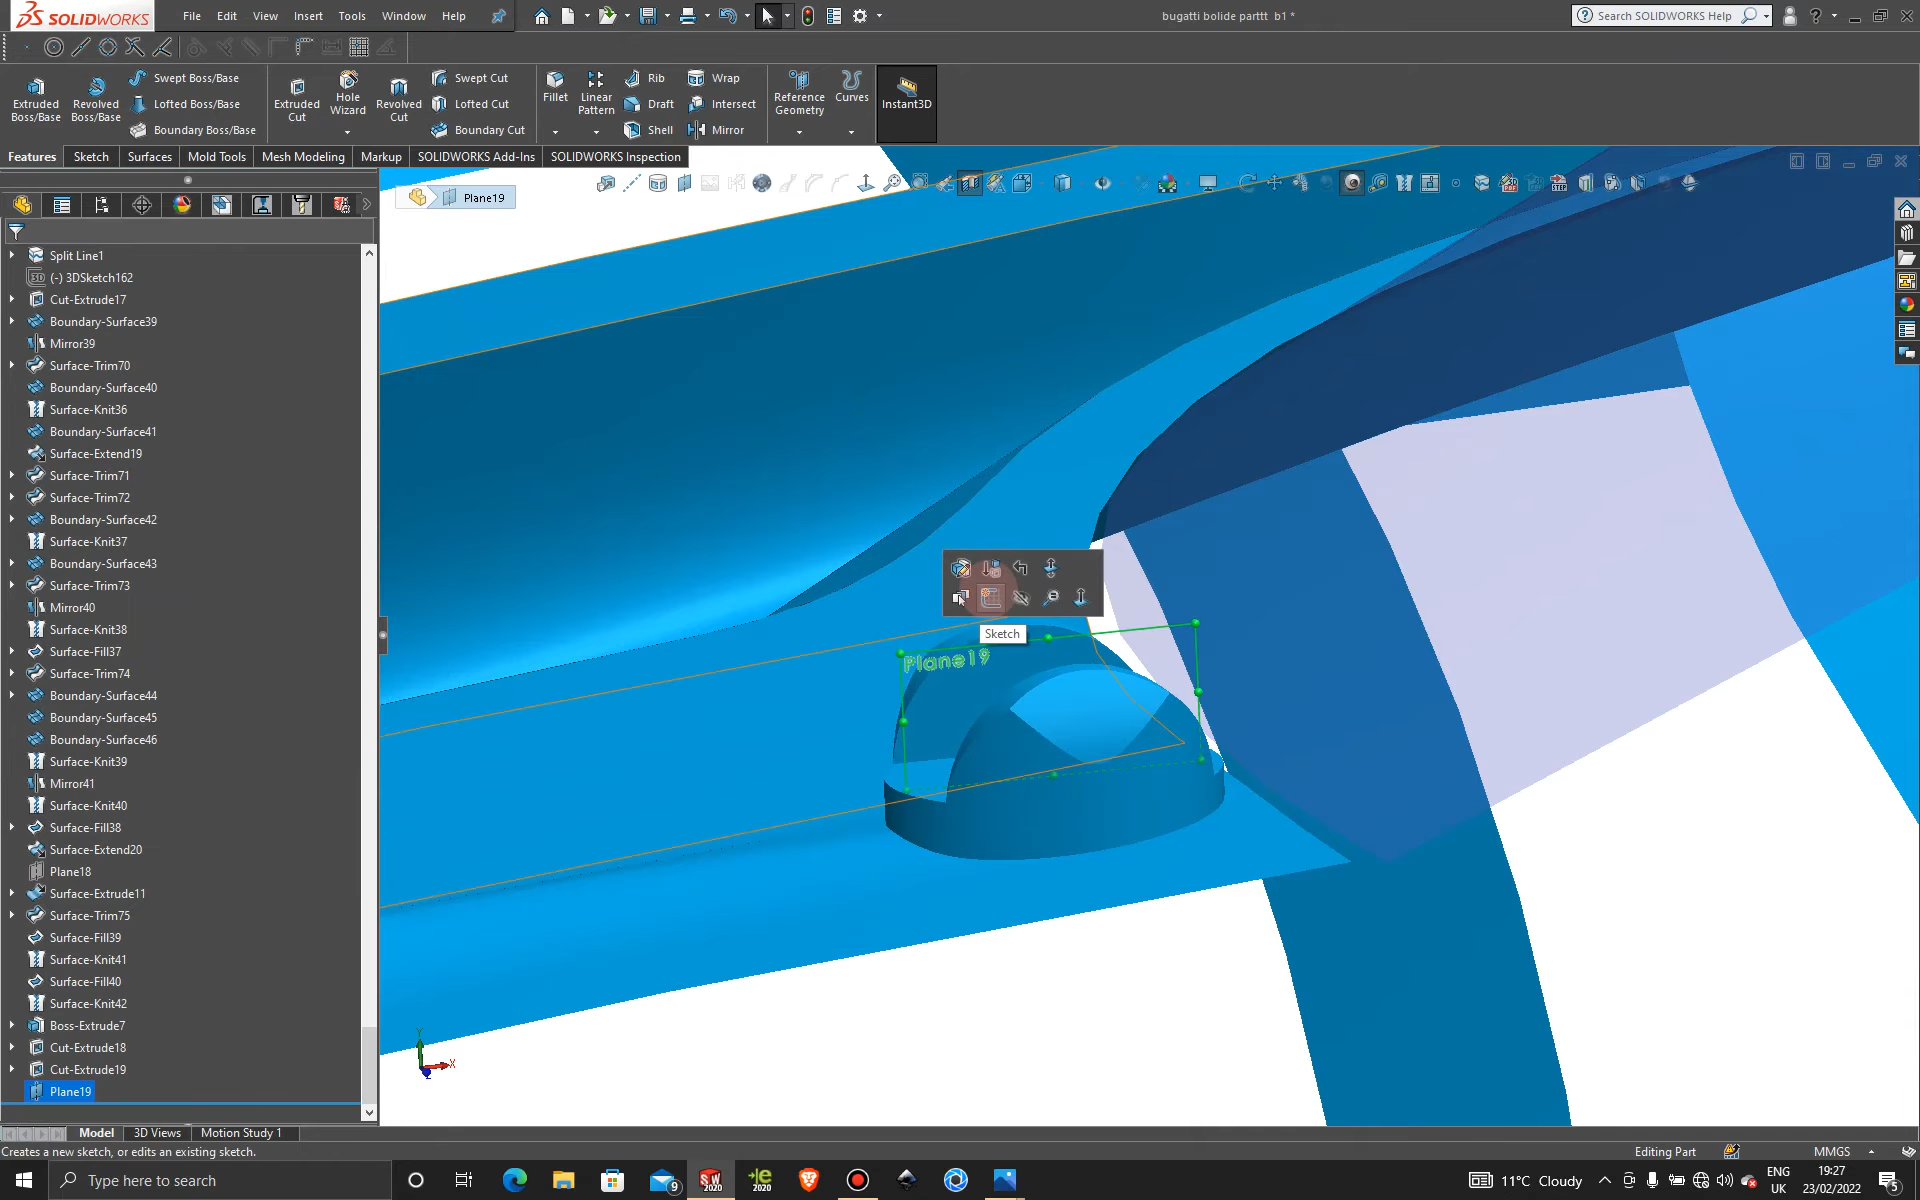 SOLIDWORKS
File Edit View Insert Tools Window Help
bugatti bolide parttt b1 *
Search SOLIDWORKS Help
Extruded Boss/Base
Revolved Boss/Base
Swept Boss/Base
Lofted Boss/Base
Boundary Boss/Base
Extruded Cut
Hole Wizard
Revolved Cut
Swept Cut
Lofted Cut
Boundary Cut
Fillet
Linear Pattern
Rib
Draft
Shell
Wrap
Intersect
Mirror
Reference Geometry
Curves
Instant3D
Features Sketch Surfaces Mold Tools Mesh Modeling Markup SOLIDWORKS Add-Ins SOLIDWORKS Inspection
Plane19
Split Line1
(-) 3DSketch162
Cut-Extrude17
Boundary-Surface39
Mirror39
Surface-Trim70
Boundary-Surface40
Surface-Knit36
Boundary-Surface41
Surface-Extend19
Surface-Trim71
Surface-Trim72
Boundary-Surface42
Surface-Knit37
Boundary-Surface43
Surface-Trim73
Mirror40
Surface-Knit38
Surface-Fill37
Surface-Trim74
Boundary-Surface44
Boundary-Surface45
Boundary-Surface46
Surface-Knit39
Mirror41
Surface-Knit40
Surface-Fill38
Surface-Extend20
Plane18
Surface-Extrude11
Surface-Trim75
Surface-Fill39
Surface-Knit41
Surface-Fill40
Surface-Knit42
Boss-Extrude7
Cut-Extrude18
Cut-Extrude19
Plane19
Sketch
Plane19
Y
X
Z
Model 3D Views Motion Study 1
Creates a new sketch, or edits an existing sketch.
Editing Part
MMGS
Type here to search
9
SW 2020
e 2020
11°C Cloudy
ENG
UK
19:27
23/02/2022
5